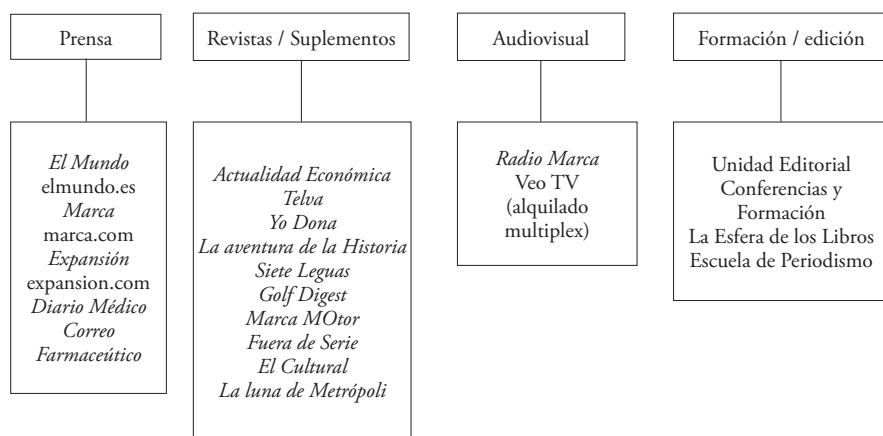 Prensa
El Mundo
elmundo.es
Marca
marca.com
Expansión
expansion.com
Diario Médico
Correo
Farmaceútico
Revistas / Suplementos
Actualidad Económica
Telva
Yo Dona
La aventura de la Historia
Siete Leguas
Golf Digest
Marca MOtor
Fuera de Serie
El Cultural
La luna de Metrópoli
Audiovisual
Radio Marca
Veo TV
(alquilado
multiplex)
Formación / edición
Unidad Editorial
Conferencias y
Formación
La Esfera de los Libros
Escuela de Periodismo